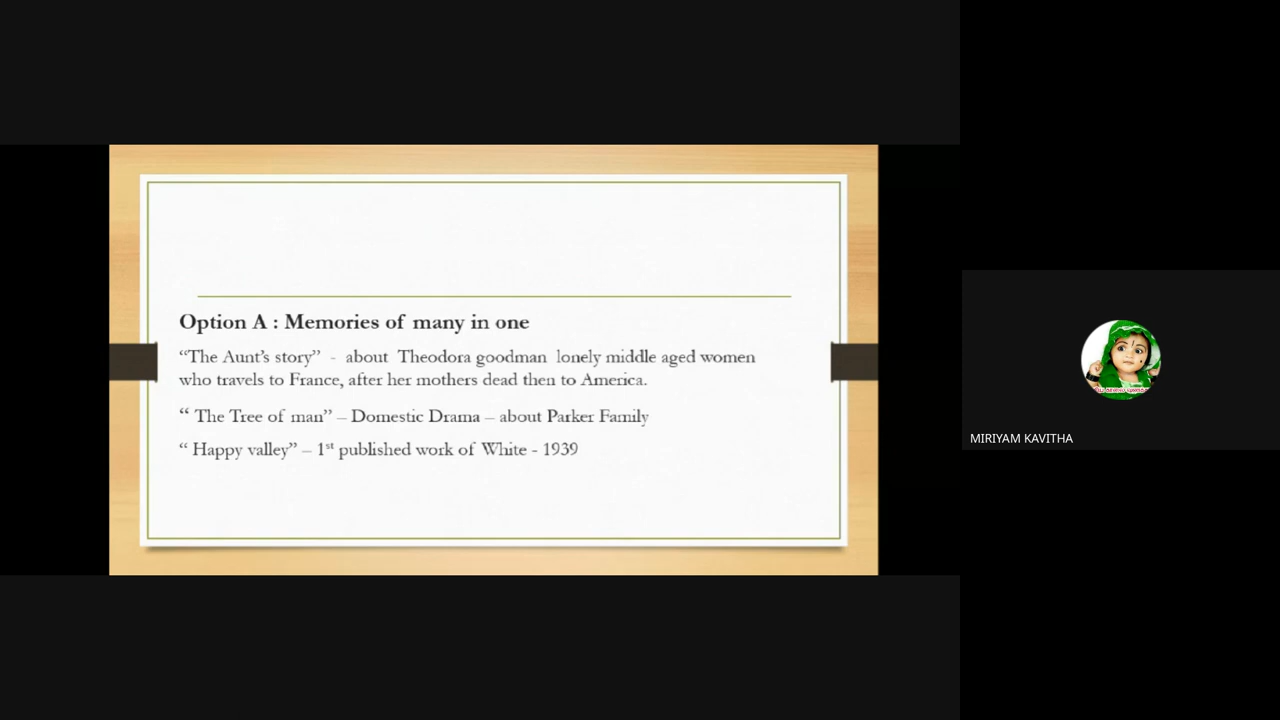 Option A : Memories of many in one
“The Aunt’s story” - about Theodora goodman lonely middle aged women
who travels to France, after her mothers dead then to America.
“ The Tree of man” – Domestic Drama – about Parker Family
“ Happy valley” – 1st published work of White - 1939
MIRIYAM KAVITHA